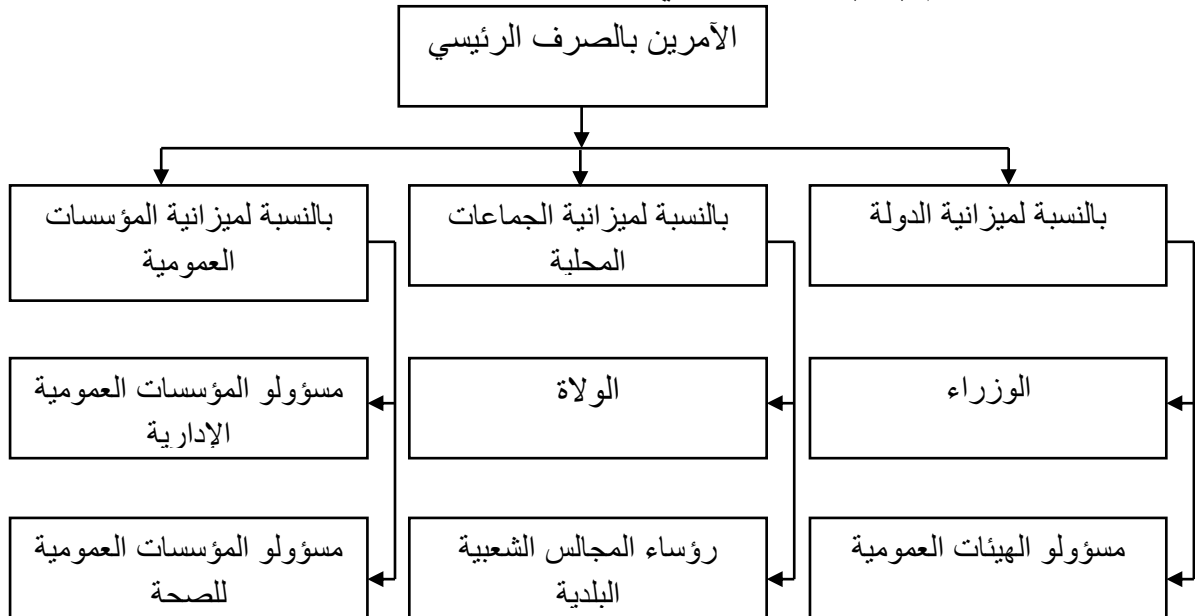 الآمرين بالصرف الرئيسي
بالنسبة لميزانية الدولة
بالنسبة لميزانية الجماعات
المحلية
بالنسبة لميزانية المؤسسات
العمومية
الوزراء
الولاة
مسؤولو المؤسسات العمومية
الإدارية
مسؤولو الهيئات العمومية
رؤساء المجالس الشعبية
البلدية
مسؤولو المؤسسات العمومية
للصحة